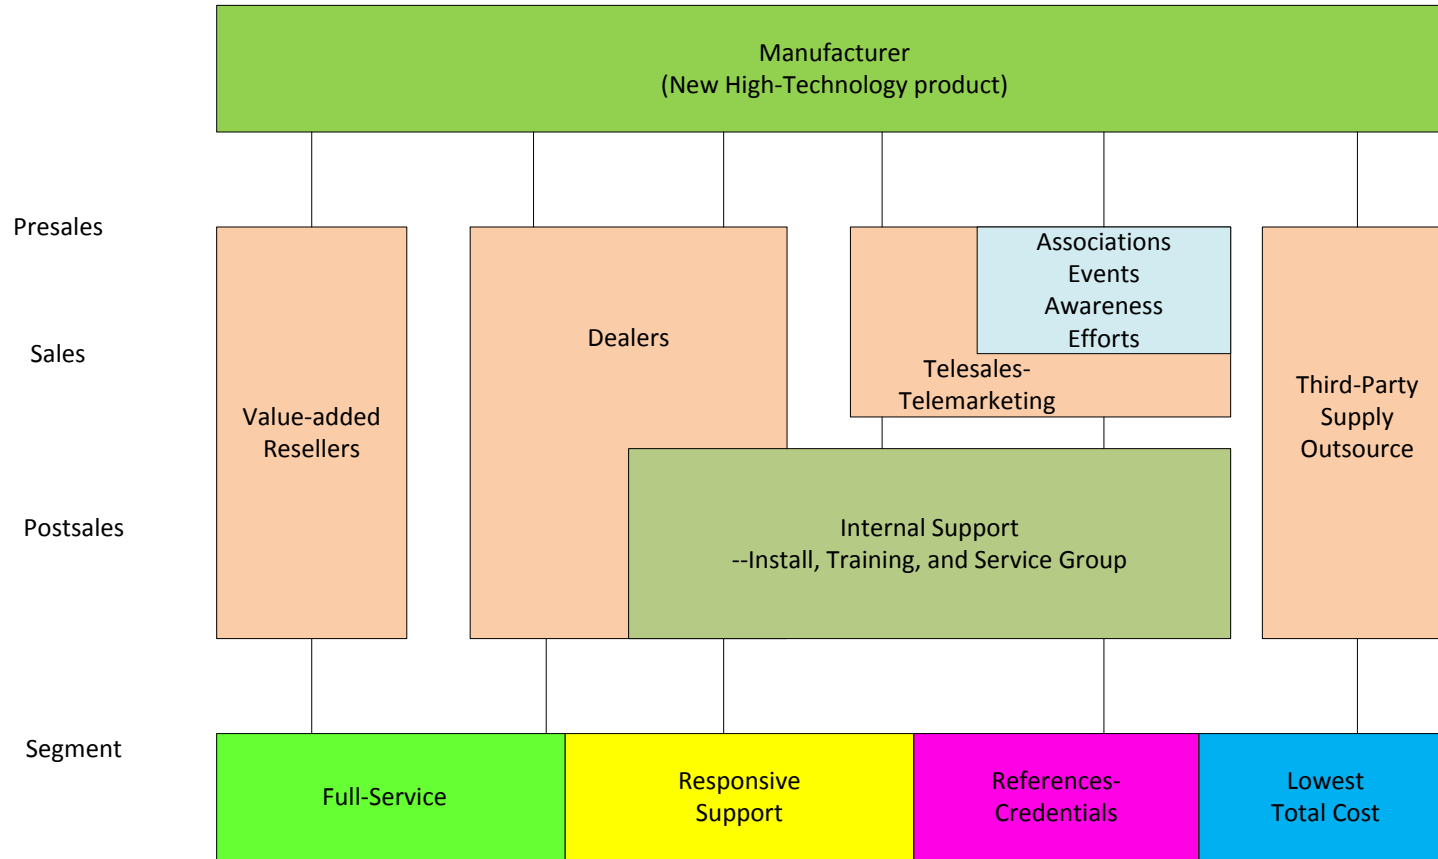 Manufacturer
(New High-Technology product)
Presales
Associations
Events
Awareness
Efforts
Sales
Dealers
Telesales-
Telemarketing
Value-added
Resellers
Third-Party
Supply
Outsource
Postsales
Internal Support
--Install, Training, and Service Group
Segment
Full-Service
Responsive
Support
References-
Credentials
Lowest
Total Cost